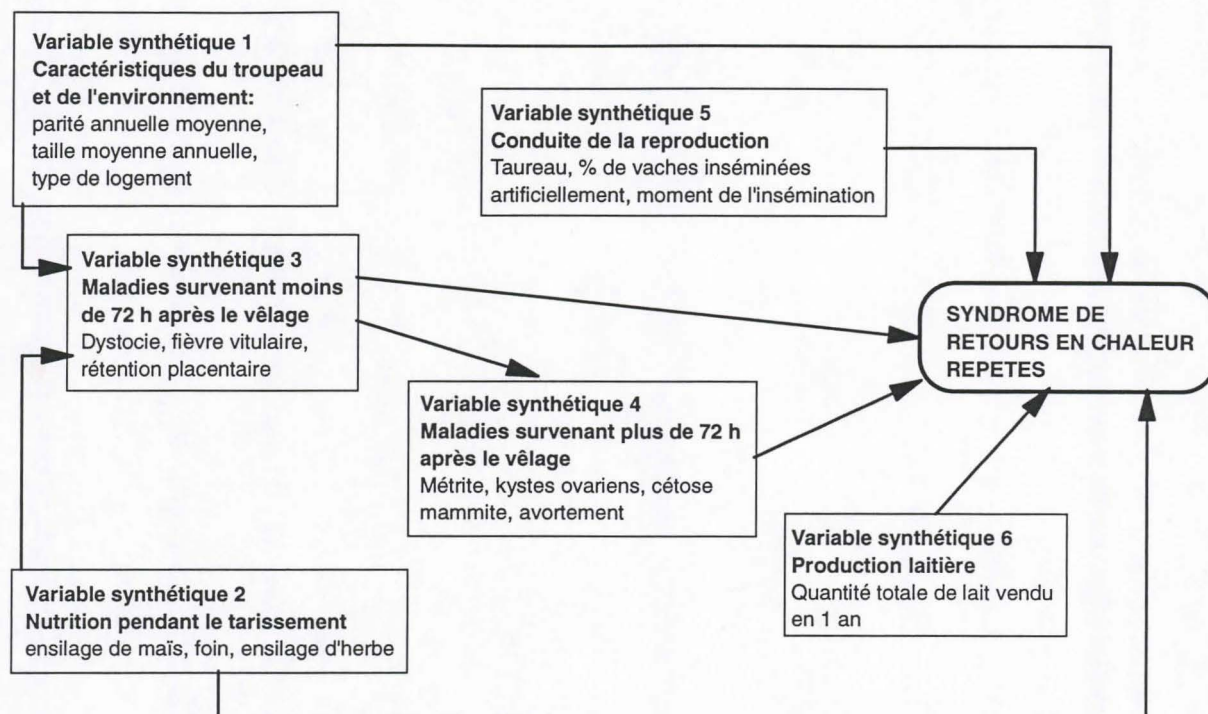 Variable synthétique 1
Caractéristiques du troupeau
et de l'environnement:
parité annuelle moyenne,
taille moyenne annuelle,
type de logement
Variable synthétique 5
Conduite de la reproduction
Taureau, % de vaches inséminées
artificiellement, moment de l'insémination
Variable synthétique 3
Maladies survenant moins
de 72 h après le vêlage
Dystocie, fièvre vitulaire,
rétention placentaire
SYNDROME DE
RETOURS EN CHALEUR
REPETES
Variable synthétique 4
Maladies survenant plus de 72 h
après le vêlage
Métrite, kystes ovariens, cétose
mammite, avortement
Variable synthétique 6
Production laitière
Quantité totale de lait vendu
en 1 an
Variable synthétique 2
Nutrition pendant le tarissement
ensilage de maïs, foin, ensilage d'herbe